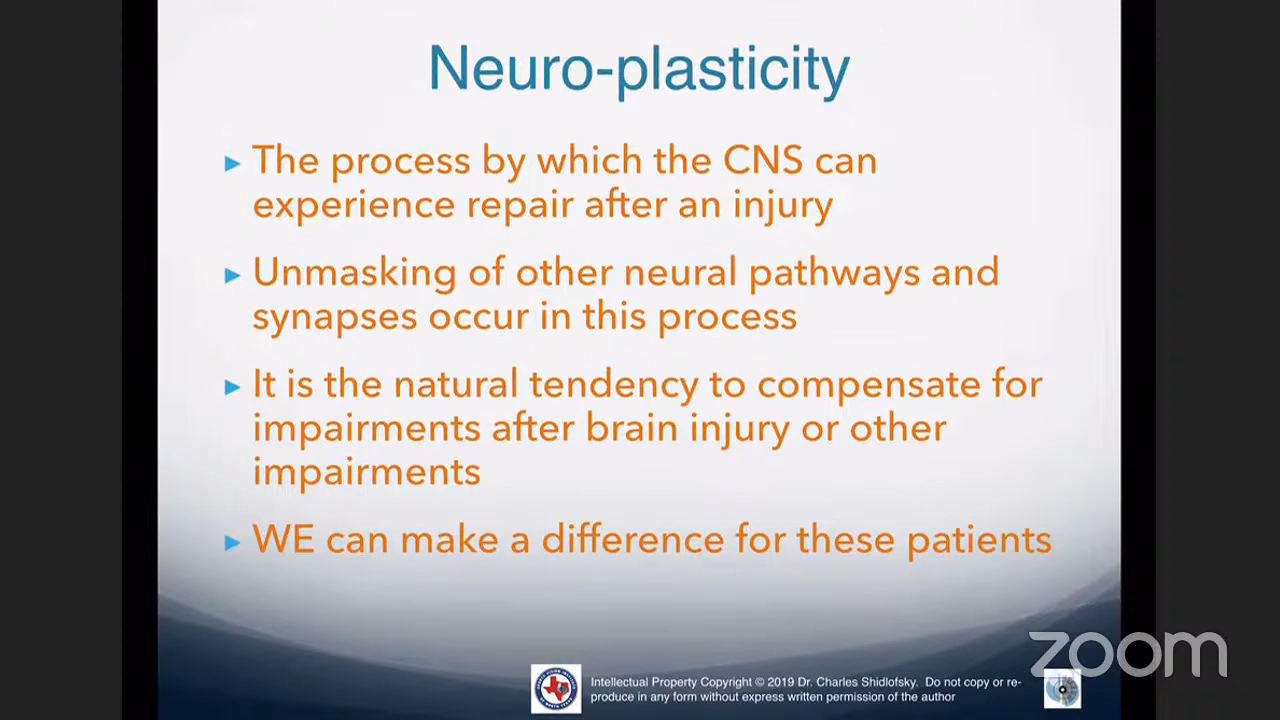 Neuro-plasticity
The process by which the CNS can
experience repair after an injury
Unmasking of other neural pathways and
synapses occur in this process
It is the natural tendency to compensate for
impairments after brain injury or other
impairments
WE can make a difference for these patients
zoom
Intellectual Property Copyright © 2019 Dr. Charles Shidlofsky. Do not copy or re-
produce in any form without express written permission of the author